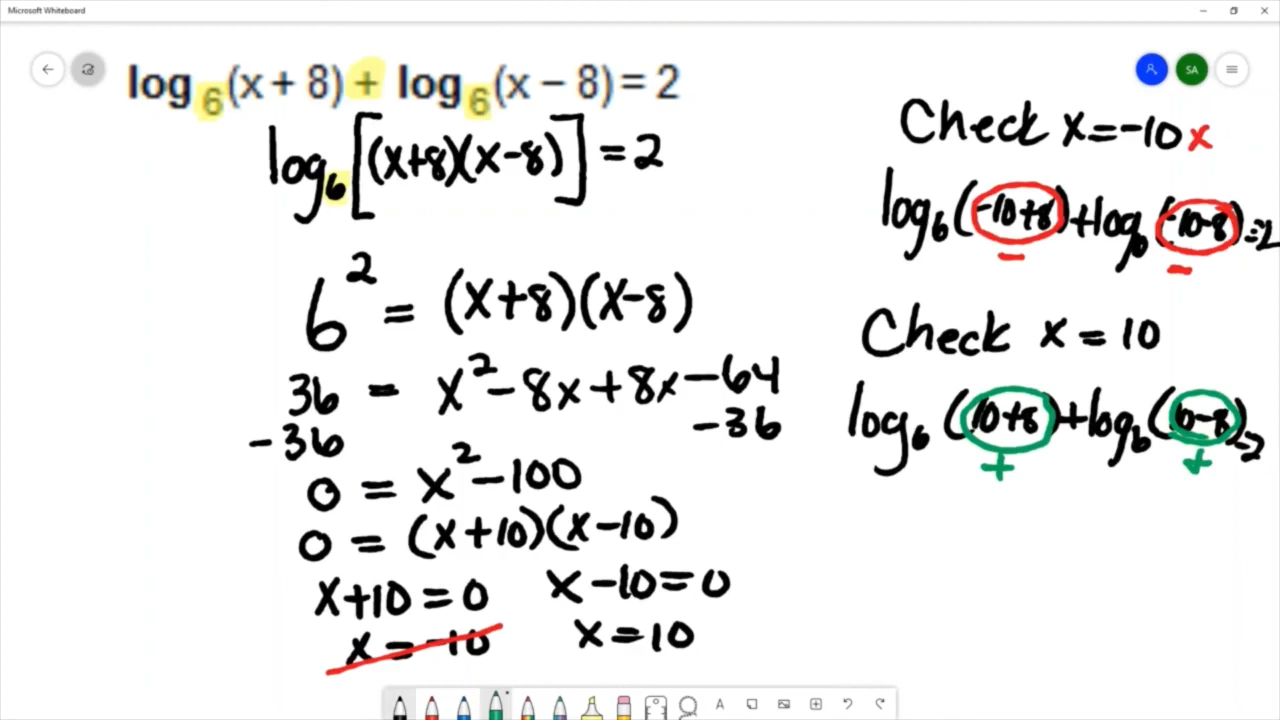 Microsoft Whiteboard
SA
log₆(x + 8) + log₆(x − 8) = 2
log₆[(x+8)(x-8)] = 2
6² = (x+8)(x-8)
36 = x² - 8x + 8x - 64
-36 -36
0 = x² - 100
0 = (x+10)(x-10)
x+10 = 0 x-10 = 0
x = -10 x = 10
Check x = -10 x
log₆(-10+8) + log₆(-10-8) = 2
- -
Check x = 10
log₆(10+8) + log₆(10-8) = 2
+ +
A